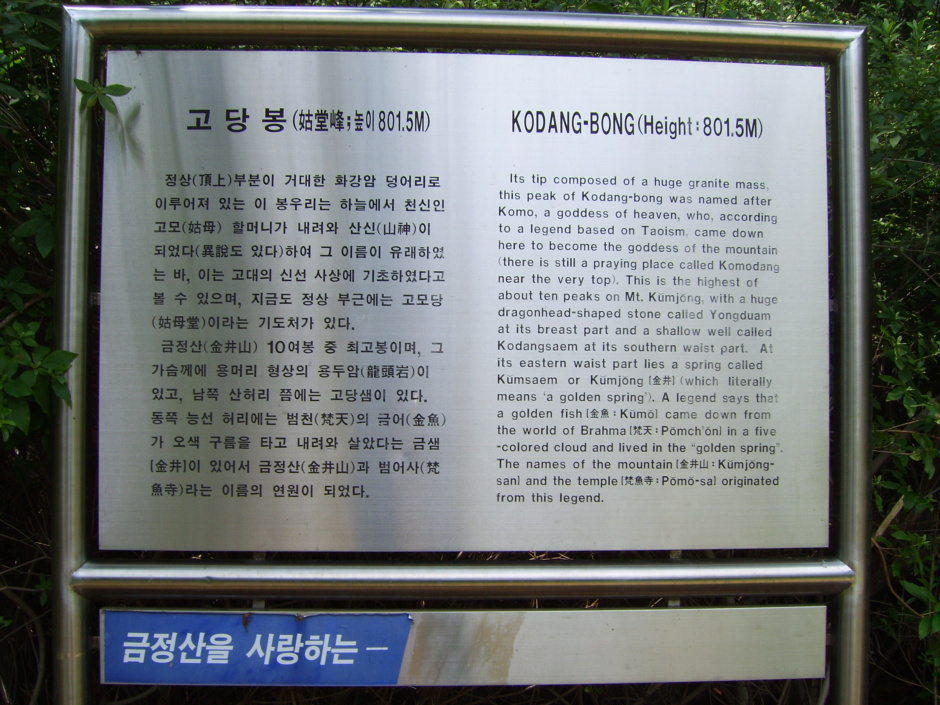 고당봉(姑堂峰;높이 801.5M)
정상(頂上)부분이 거대한 화강암 덩어리로
이루어져 있는 이 봉우리는 하늘에서 천신인
고모(姑母) 할머니가 내려와 산신(山神)이
되었다(異說도 있다)하여 그 이름이 유래하였
는 바, 이는 고대의 신선 사상에 기초하였다고
볼 수 있으며, 지금도 정상 부근에는 고모당
(姑母堂)이라는 기도처가 있다.
금정산(金井山) 10여봉 중 최고봉이며, 그
가슴께에 용머리 형상의 용두암(龍頭岩)이
있고, 남쪽 산허리 쯤에는 고당샘이 있다.
동쪽 능선 허리에는 범천(梵天)의 금어(金魚)
가 오색 구름을 타고 내려와 살았다는 금샘
[金井]이 있어서 금정산(金井山)과 범어사(梵
魚寺)라는 이름의 연원이 되었다.
KODANG-BONG(Height:801.5M)
Its tip composed of a huge granite mass,
this peak of Kodang-bong was named after
Komo, a goddess of heaven, who, according
to a legend based on Taoism, came down
here to become the goddess of the mountain
(there is still a praying place called Komodang
near the very top). This is the highest of
about ten peaks on Mt. Kŭmjŏng, with a huge
dragonhead-shaped stone called Yongduam
at its breast part and a shallow well called
Kodangsaem at its southern waist part. At
its eastern waist part lies a spring called
Kŭmsaem or Kŭmjŏng [金井] (which literally
means 'a golden spring'). A legend says that
a golden fish [金魚:Kŭmŏ] came down from
the world of Brahma [梵天:Pŏmch'ŏn] in a five
-colored cloud and lived in the "golden spring".
The names of the mountain [金井山:Kŭmjŏng-
san] and the temple [梵魚寺:Pŏmŏ-sa] originated
from this legend.
금정산을 사랑하는 －